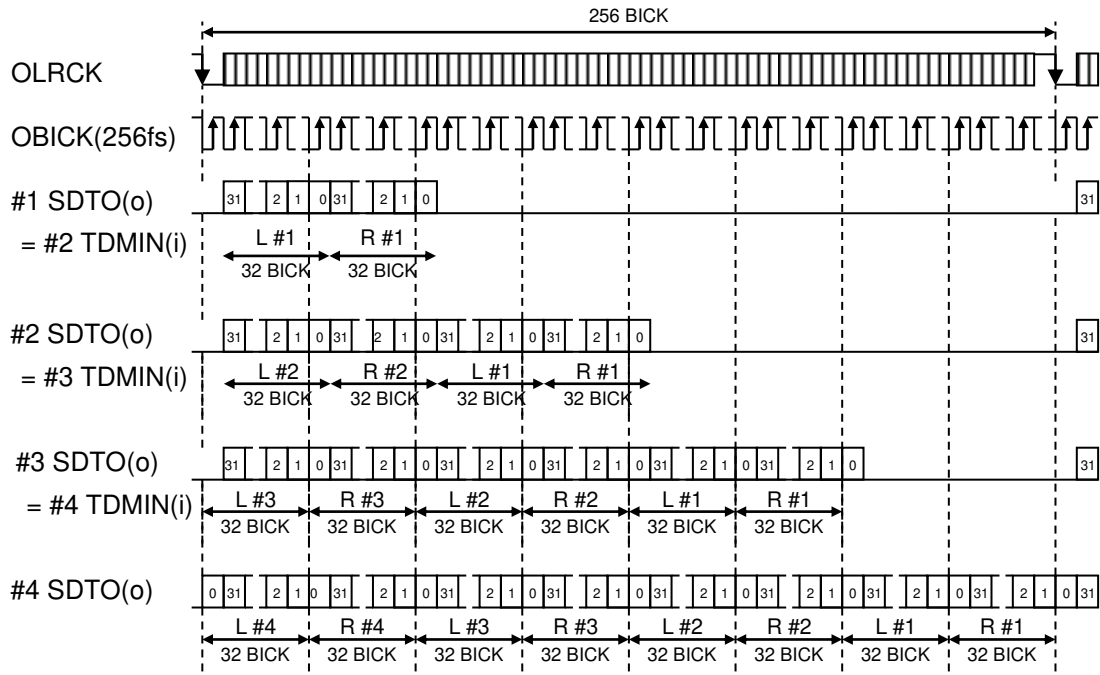 256 BICK
OLRCK
OBICK(256fs)
#1 SDTO(o)
31 2 1 0 31 2 1 0 31
= #2 TDMIN(i)
L #1 R #1
32 BICK 32 BICK
#2 SDTO(o)
31 2 1 0 31 2 1 0 31 2 1 0 31 2 1 0 31
= #3 TDMIN(i)
L #2 R #2 L #1 R #1
32 BICK 32 BICK 32 BICK 32 BICK
#3 SDTO(o)
31 2 1 0 31 2 1 0 31 2 1 0 31 2 1 0 31 2 1 0 31 2 1 0 31
= #4 TDMIN(i)
L #3 R #3 L #2 R #2 L #1 R #1
32 BICK 32 BICK 32 BICK 32 BICK 32 BICK 32 BICK
#4 SDTO(o)
0 31 2 1 0 31 2 1 0 31 2 1 0 31 2 1 0 31 2 1 0 31 2 1 0 31 2 1 0 31 2 1 0 31
L #4 R #4 L #3 R #3 L #2 R #2 L #1 R #1
32 BICK 32 BICK 32 BICK 32 BICK 32 BICK 32 BICK 32 BICK 32 BICK